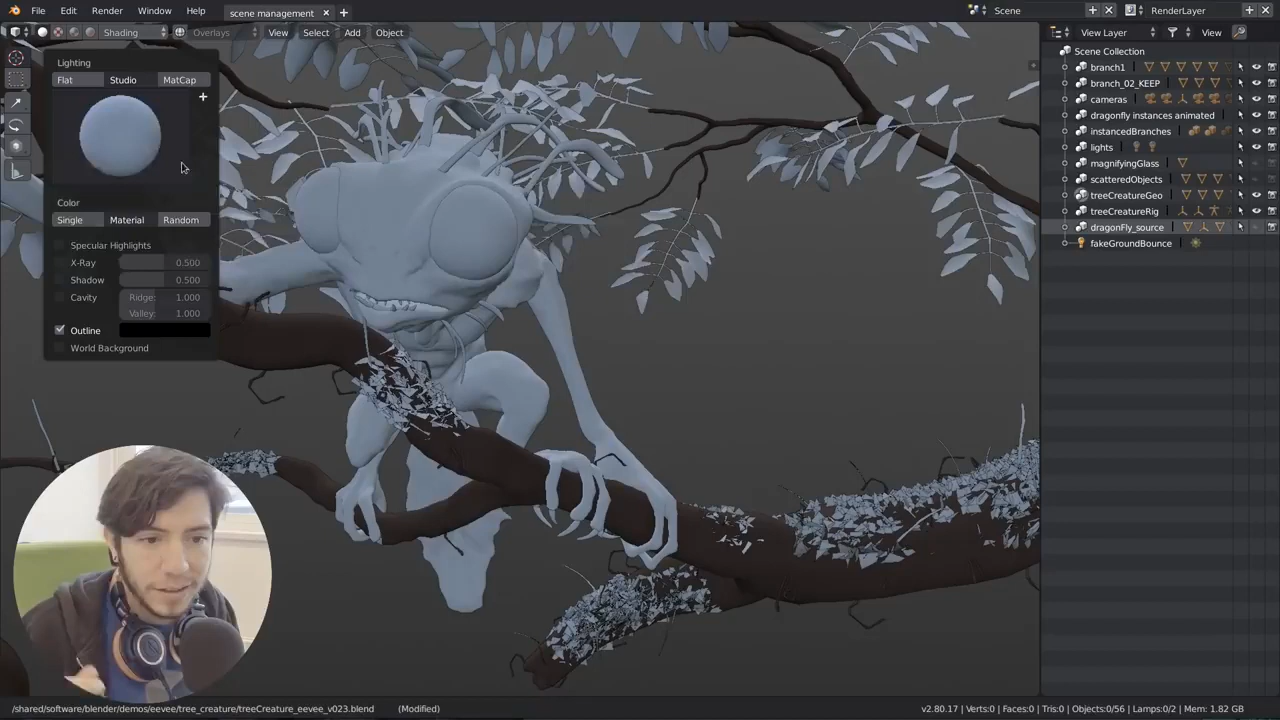 File Edit Render Window Help scene management Scene RenderLayer
Shading Overlays View Select Add Object View Layer View
Scene Collection
branch1
branch_02_KEEP
cameras
dragonfly instances animated
instancedBranches
lights
magnifyingGlass
scatteredObjects
treeCreatureGeo
treeCreatureRig
dragonFly_source
fakeGroundBounce
Lighting
Flat Studio MatCap
Color
Single Material Random
Specular Highlights
X-Ray 0.500
Shadow 0.500
Cavity Ridge: 1.000
Valley: 1.000
Outline
World Background
/shared/software/blender/demos/eevee/tree_creature/treeCreature_eevee_v023.blend (Modified) v2.80.17 | Verts:0 | Faces:0 | Tris:0 | Objects:0/56 | Lamps:0/2 | Mem: 1.82 GB